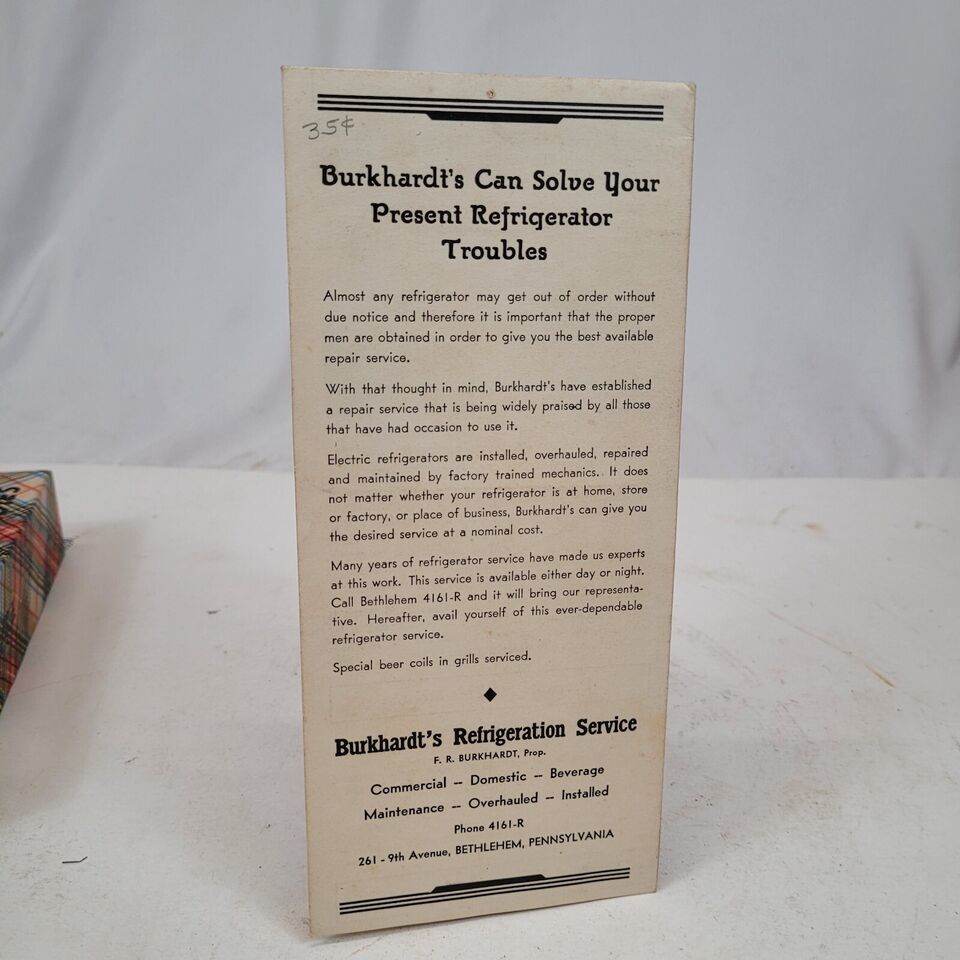 35¢
Burkhardt's Can Solve Your
Present Refrigerator
Troubles
Almost any refrigerator may get out of order without
due notice and therefore it is important that the proper
men are obtained in order to give you the best available
repair service.
With that thought in mind, Burkhardt's have established
a repair service that is being widely praised by all those
that have had occasion to use it.
Electric refrigerators are installed, overhauled, repaired
and maintained by factory trained mechanics. It does
not matter whether your refrigerator is at home, store
or factory, or place of business, Burkhardt's can give you
the desired service at a nominal cost.
Many years of refrigerator service have made us experts
at this work. This service is available either day or night.
Call Bethlehem 4161-R and it will bring our representa-
tive. Hereafter, avail yourself of this ever-dependable
refrigerator service.
Special beer coils in grills serviced.
Burkhardt's Refrigeration Service
F. R. BURKHARDT, Prop.
Commercial -- Domestic -- Beverage
Maintenance -- Overhauled -- Installed
Phone 4161-R
261 - 9th Avenue, BETHLEHEM, PENNSYLVANIA